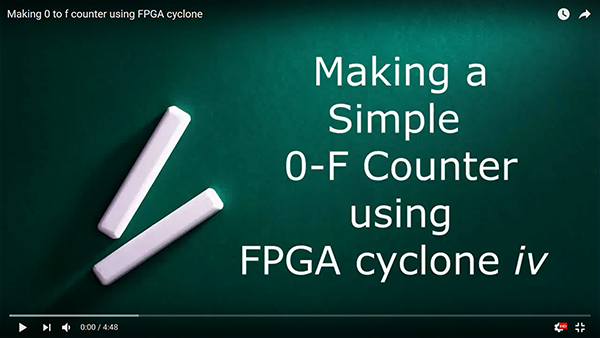 Making 0 to f counter using FPGA cyclone
Making a
Simple
0-F Counter
using
FPGA cyclone iv
0:00 / 4:48
HD